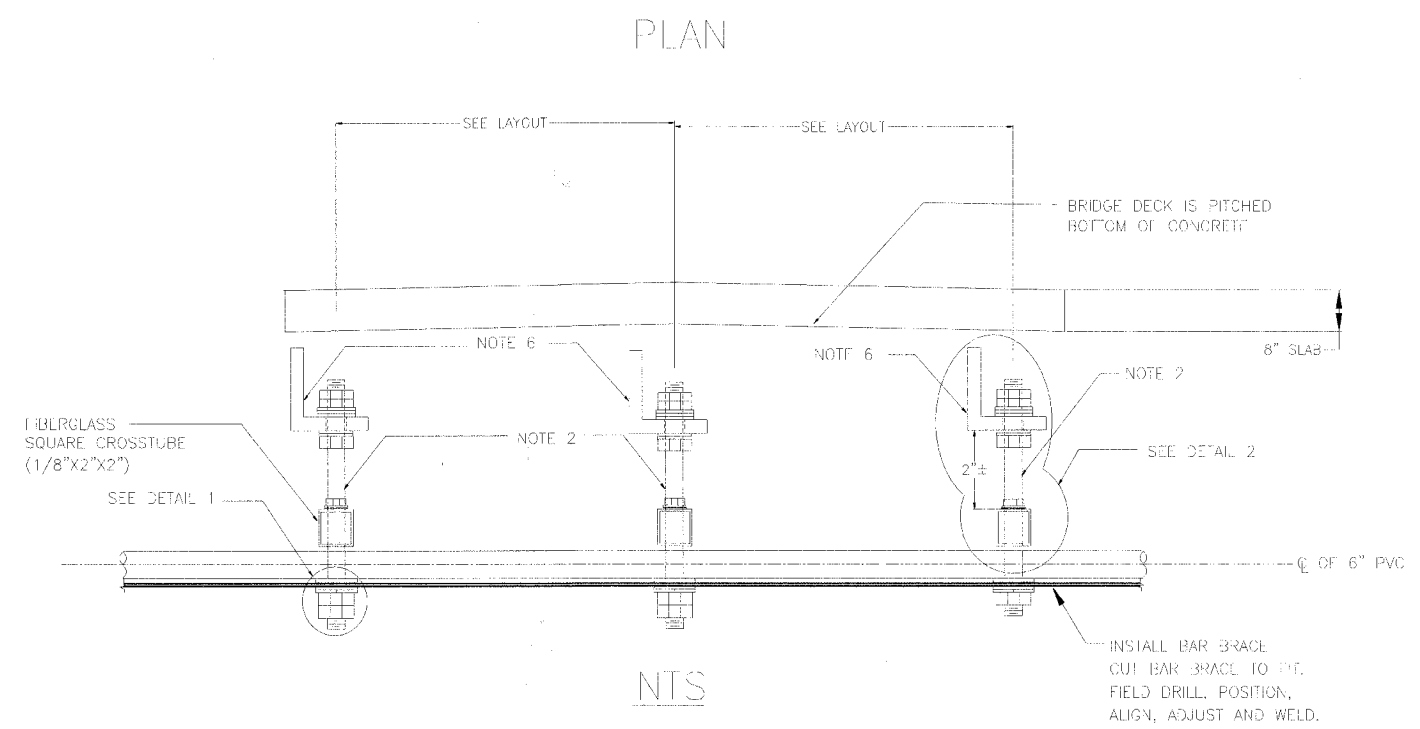 PLAN
SEE LAYOUT
SEE LAYOUT
BRIDGE DECK IS PITCHED
BOTTOM OF CONCRETE
8" SLAB
NOTE 6
NOTE 6
NOTE 2
FIBERGLASS
SQUARE CROSSTUBE
(1/8"X2"X2")
NOTE 2
2"±
SEE DETAIL 2
SEE DETAIL 1
℄ OF 6" PVC
INSTALL BAR BRACE
CUT BAR BRACE TO FIT.
FIELD DRILL, POSITION,
ALIGN, ADJUST AND WELD.
NTS